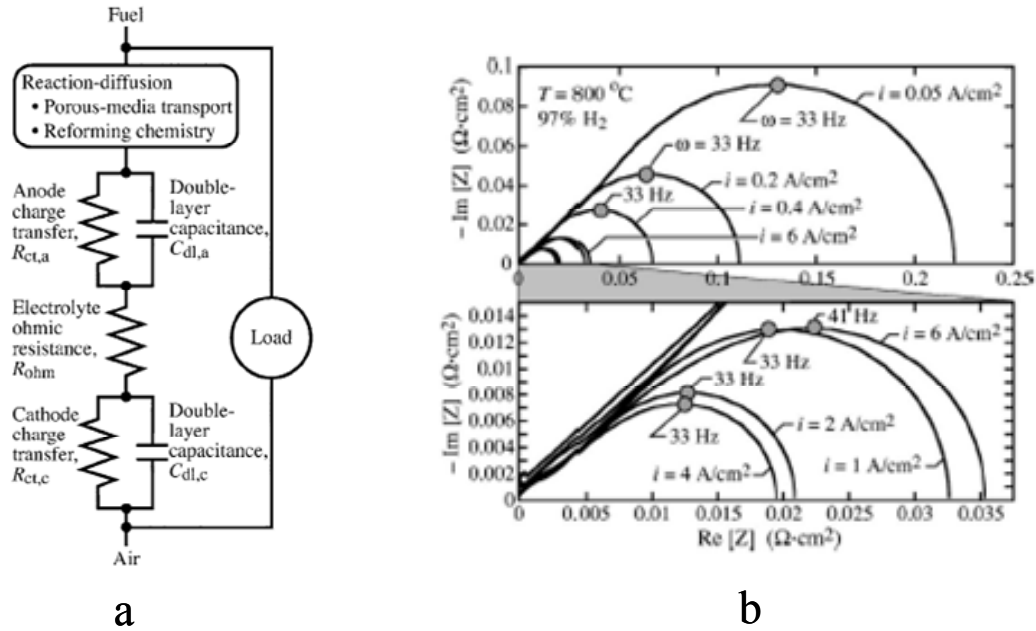 Fuel
Reaction-diffusion
• Porous-media transport
• Reforming chemistry
Anode
charge
transfer,
Rct,a
Double-
layer
capacitance,
Cdl,a
Electrolyte
ohmic
resistance,
Rohm
Load
Cathode
charge
transfer,
Rct,c
Double-
layer
capacitance,
Cdl,c
Air
a
− Im [Z] (Ω·cm²)
0.1
0.08
0.06
0.04
0.02
0
T = 800 °C
97% H2
i = 0.05 A/cm²
ω = 33 Hz
ω = 33 Hz
33 Hz
i = 0.2 A/cm²
i = 0.4 A/cm²
i = 6 A/cm²
0
0.05
0.1
0.15
0.2
0.25
− Im [Z] (Ω·cm²)
0.014
0.012
0.01
0.008
0.006
0.004
0.002
0
41 Hz
i = 6 A/cm²
33 Hz
33 Hz
33 Hz
i = 2 A/cm²
i = 4 A/cm²
i = 1 A/cm²
0
0.005
0.01
0.015
0.02
0.025
0.03
0.035
Re [Z] (Ω·cm²)
b